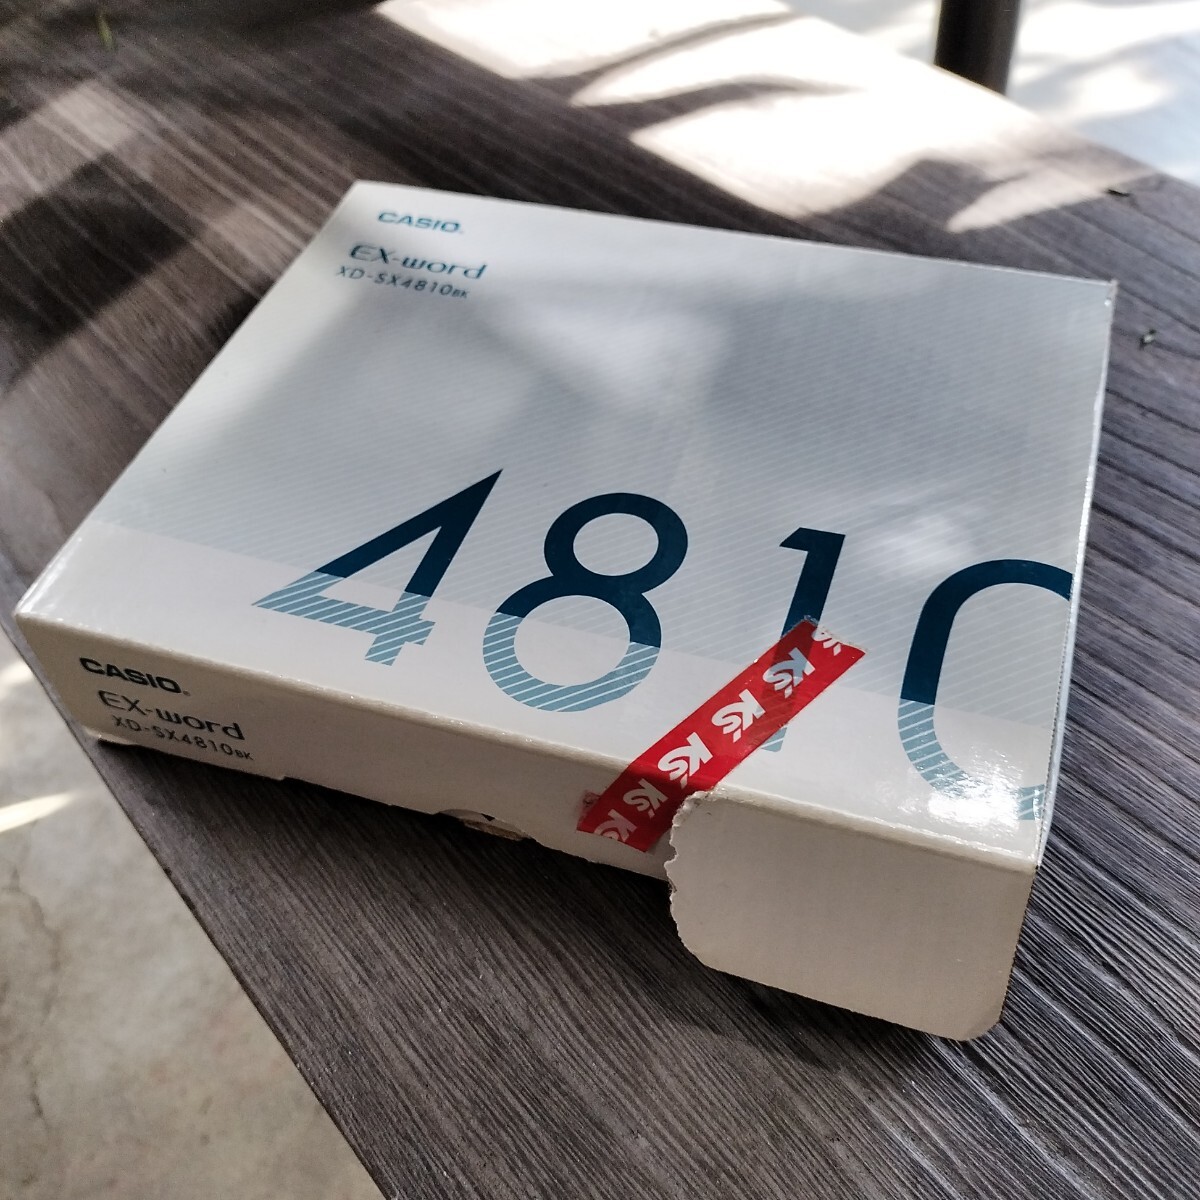 CASIO
EX-word
XD-SX4810BK
4810
CASIO
EX-word
XD-SX4810BK
K's K's K's K's K's